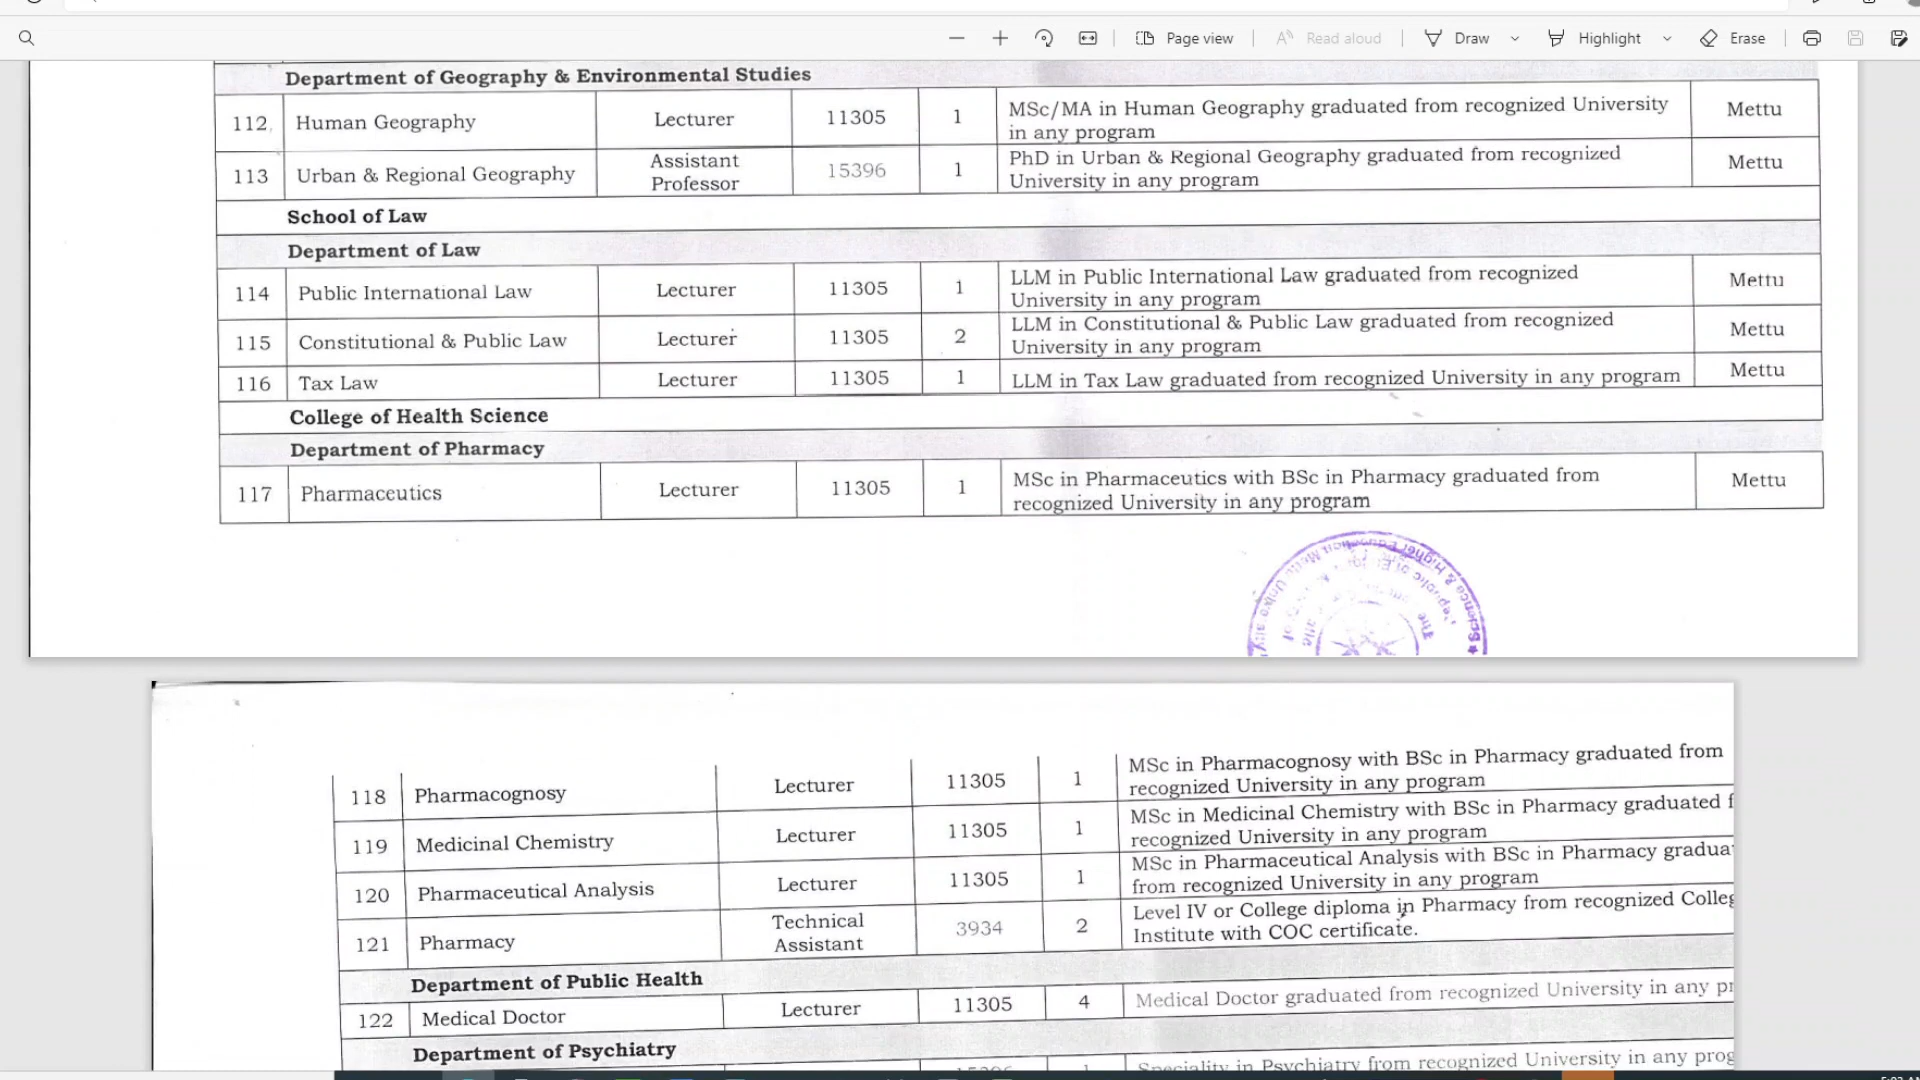 Page view
Read aloud
Draw
Highlight
Erase
Department of Geography & Environmental Studies
112 Human Geography Lecturer 11305 1 MSc/MA in Human Geography graduated from recognized University in any program Mettu
113 Urban & Regional Geography Assistant Professor 15396 1 PhD in Urban & Regional Geography graduated from recognized University in any program Mettu
School of Law
Department of Law
114 Public International Law Lecturer 11305 1 LLM in Public International Law graduated from recognized University in any program Mettu
115 Constitutional & Public Law Lecturer 11305 2 LLM in Constitutional & Public Law graduated from recognized University in any program Mettu
116 Tax Law Lecturer 11305 1 LLM in Tax Law graduated from recognized University in any program Mettu
College of Health Science
Department of Pharmacy
117 Pharmaceutics Lecturer 11305 1 MSc in Pharmaceutics with BSc in Pharmacy graduated from recognized University in any program Mettu
118 Pharmacognosy Lecturer 11305 1 MSc in Pharmacognosy with BSc in Pharmacy graduated from recognized University in any program
119 Medicinal Chemistry Lecturer 11305 1 MSc in Medicinal Chemistry with BSc in Pharmacy graduated f recognized University in any program
120 Pharmaceutical Analysis Lecturer 11305 1 MSc in Pharmaceutical Analysis with BSc in Pharmacy gradua from recognized University in any program
121 Pharmacy Technical Assistant 3934 2 Level IV or College diploma in Pharmacy from recognized Colleg Institute with COC certificate.
Department of Public Health
122 Medical Doctor Lecturer 11305 4 Medical Doctor graduated from recognized University in any pr
Department of Psychiatry
Speciality in Psychiatry from recognized University in any prog